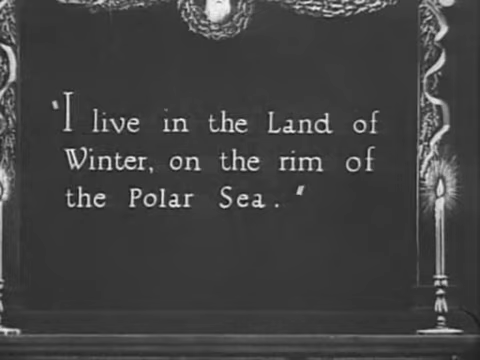 "I live in the Land of
Winter, on the rim of
the Polar Sea."